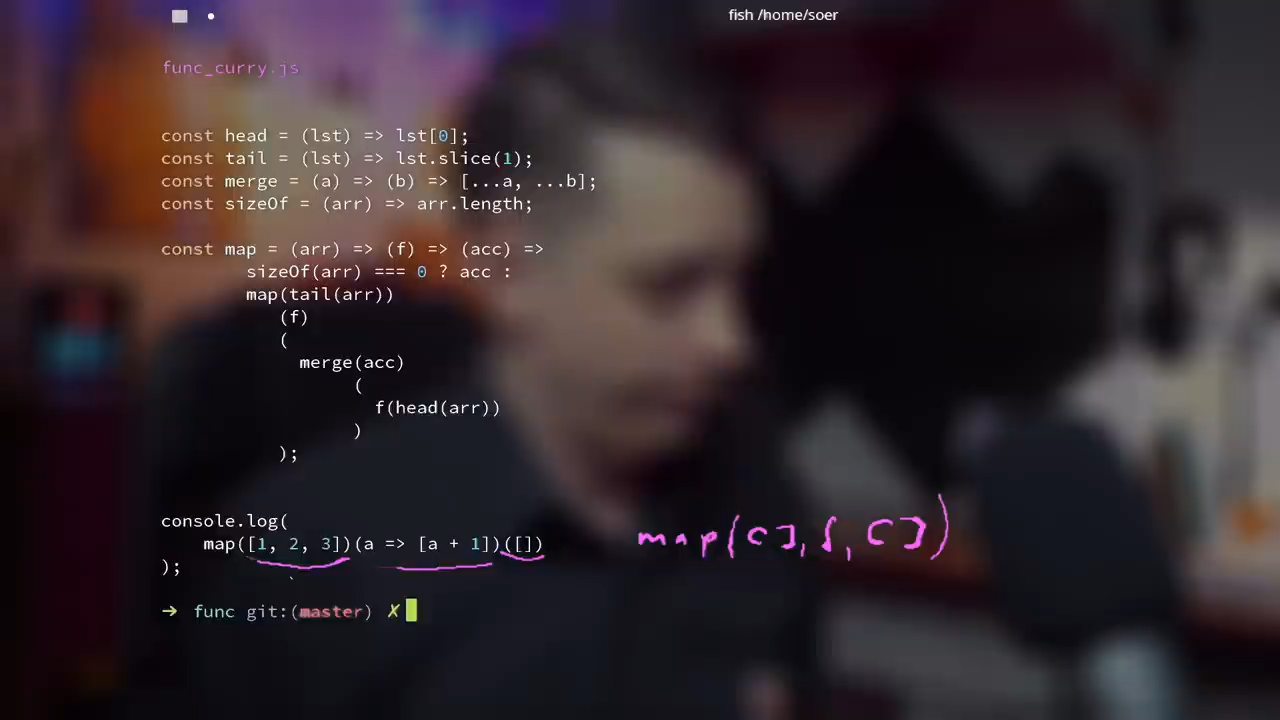 fish /home/soer
func_curry.js
const head = (lst) => lst[0];
const tail = (lst) => lst.slice(1);
const merge = (a) => (b) => [...a, ...b];
const sizeOf = (arr) => arr.length;
const map = (arr) => (f) => (acc) =>
sizeOf(arr) === 0 ? acc :
map(tail(arr))
(f)
(
merge(acc)
(
f(head(arr))
)
);
console.log(
map([1, 2, 3])(a => [a + 1])([])
map([], f, [])
);
➔ func git:(master) ✗